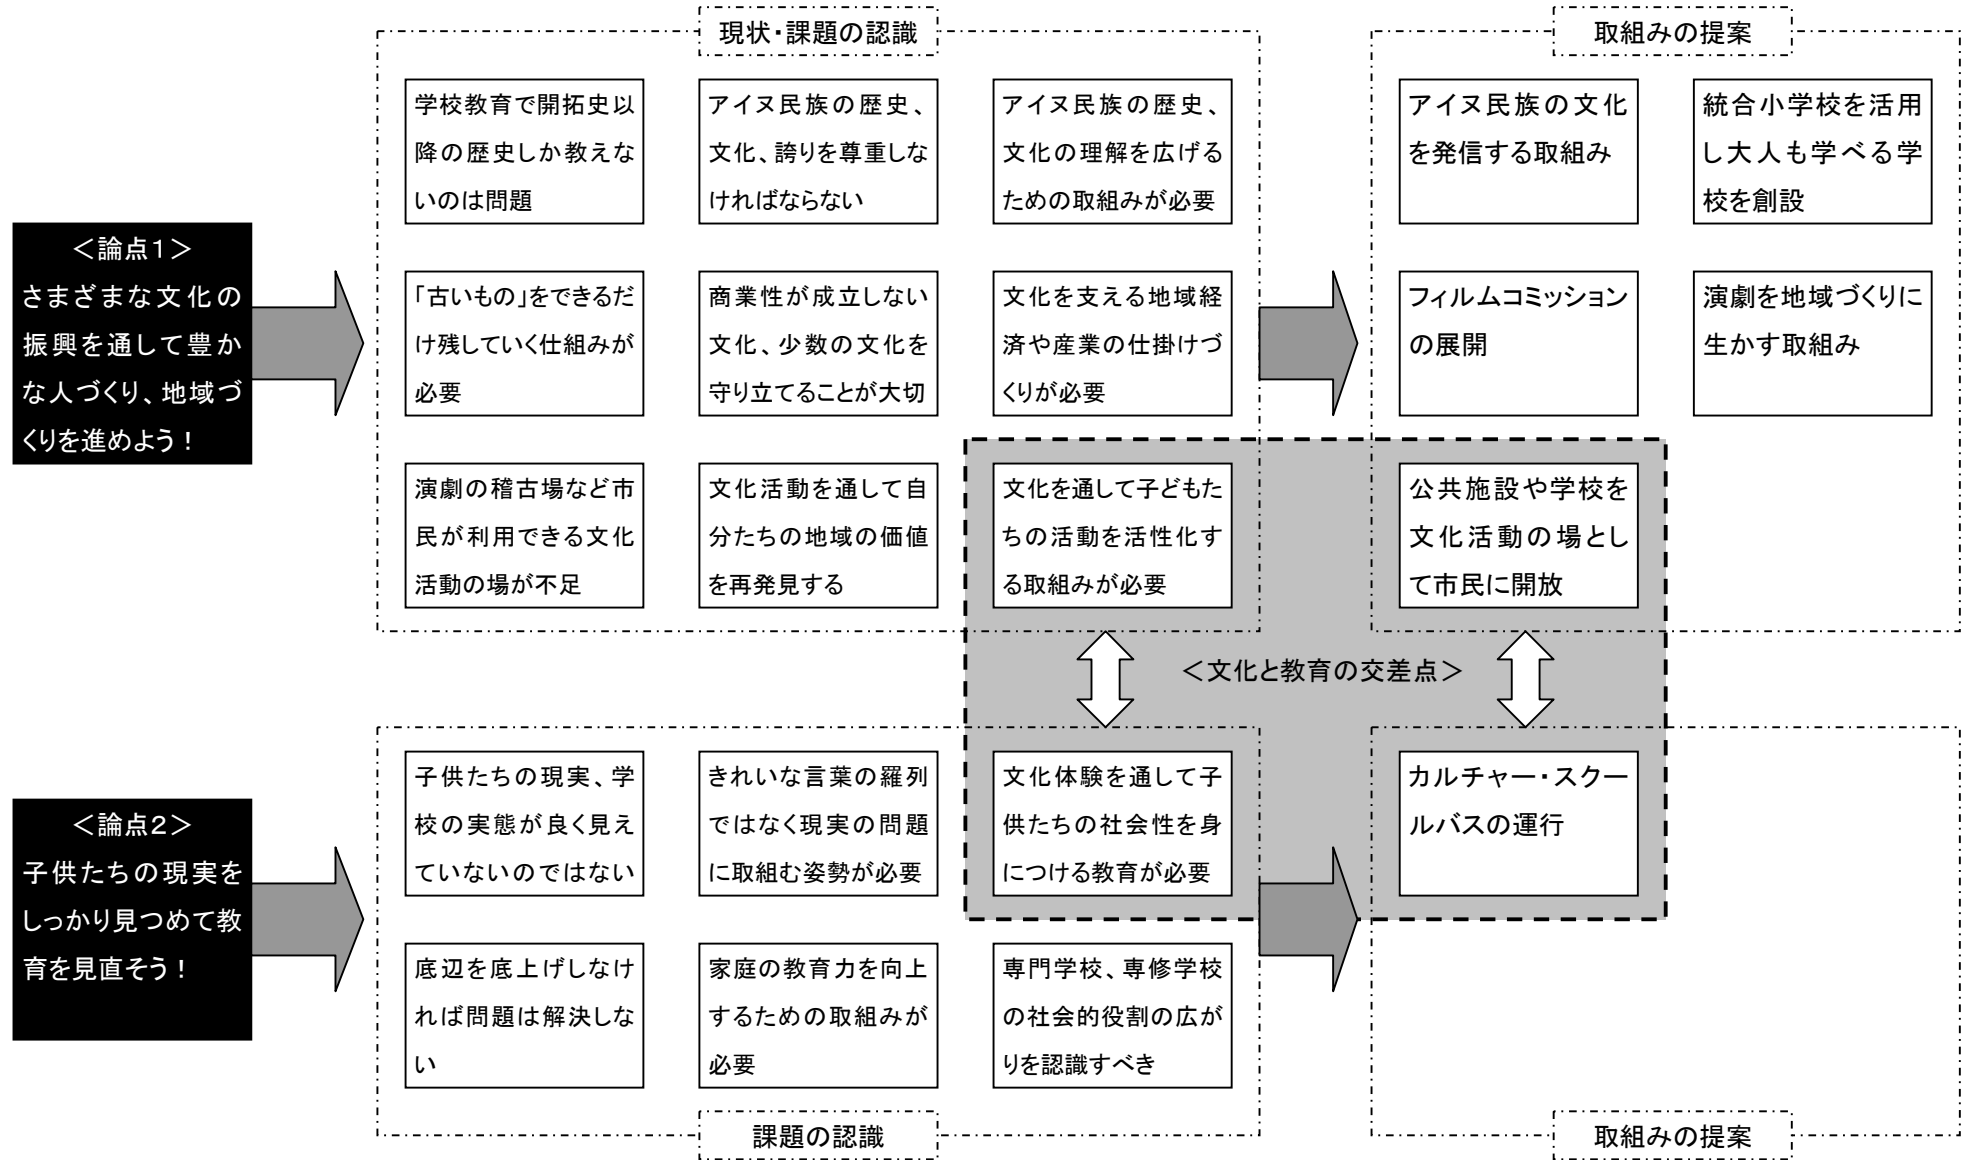 現状・課題の認識
取組みの提案
＜論点１＞
さまざまな文化の
振興を通して豊か
な人づくり、地域づ
くりを進めよう！
学校教育で開拓史以
降の歴史しか教えな
いのは問題
アイヌ民族の歴史、
文化、誇りを尊重しな
ければならない
アイヌ民族の歴史、
文化の理解を広げる
ための取組みが必要
「古いもの」をできるだ
け残していく仕組みが
必要
商業性が成立しない
文化、少数の文化を
守り立てることが大切
文化を支える地域経
済や産業の仕掛けづ
くりが必要
演劇の稽古場など市
民が利用できる文化
活動の場が不足
文化活動を通して自
分たちの地域の価値
を再発見する
文化を通して子どもた
ちの活動を活性化す
る取組みが必要
アイヌ民族の文化
を発信する取組み
統合小学校を活用
し大人も学べる学
校を創設
フィルムコミッション
の展開
演劇を地域づくりに
生かす取組み
公共施設や学校を
文化活動の場とし
て市民に開放
＜文化と教育の交差点＞
＜論点２＞
子供たちの現実を
しっかり見つめて教
育を見直そう！
子供たちの現実、学
校の実態が良く見え
ていないのではない
きれいな言葉の羅列
ではなく現実の問題
に取組む姿勢が必要
文化体験を通して子
供たちの社会性を身
につける教育が必要
底辺を底上げしなけ
れば問題は解決しな
い
家庭の教育力を向上
するための取組みが
必要
専門学校、専修学校
の社会的役割の広が
りを認識すべき
カルチャー・スクー
ルバスの運行
課題の認識
取組みの提案